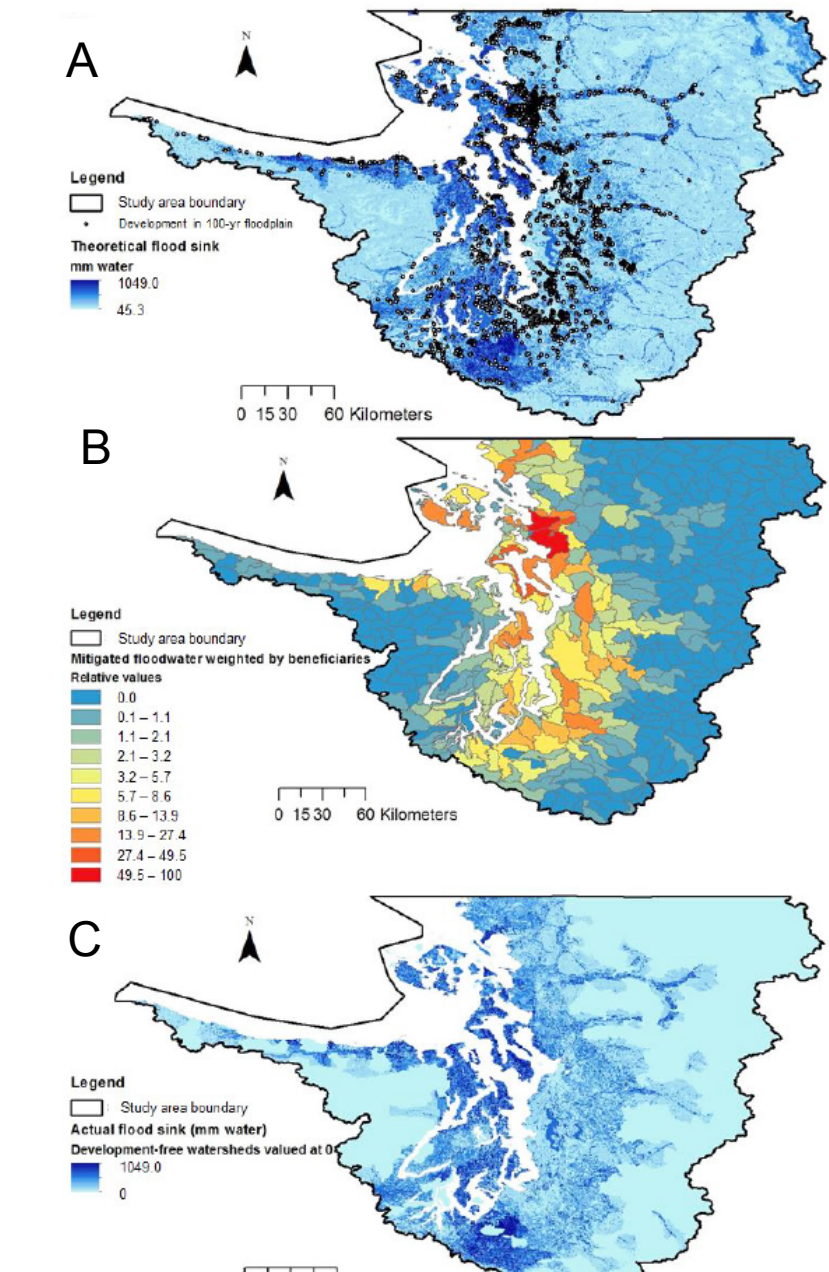 A
N
Legend
Study area boundary
Development in 100-yr floodplain
Theoretical flood sink
mm water
1049.0
45.3
0 15 30 60 Kilometers
B
N
Legend
Study area boundary
Mitigated floodwater weighted by beneficiaries
Relative values
0.0
0.1 – 1.1
1.1 – 2.1
2.1 – 3.2
3.2 – 5.7
5.7 – 8.6
8.6 – 13.9
13.9 – 27.4
27.4 – 49.5
49.5 – 100
0 15 30 60 Kilometers
C
N
Legend
Study area boundary
Actual flood sink (mm water)
Development-free watersheds valued at 0
1049.0
0